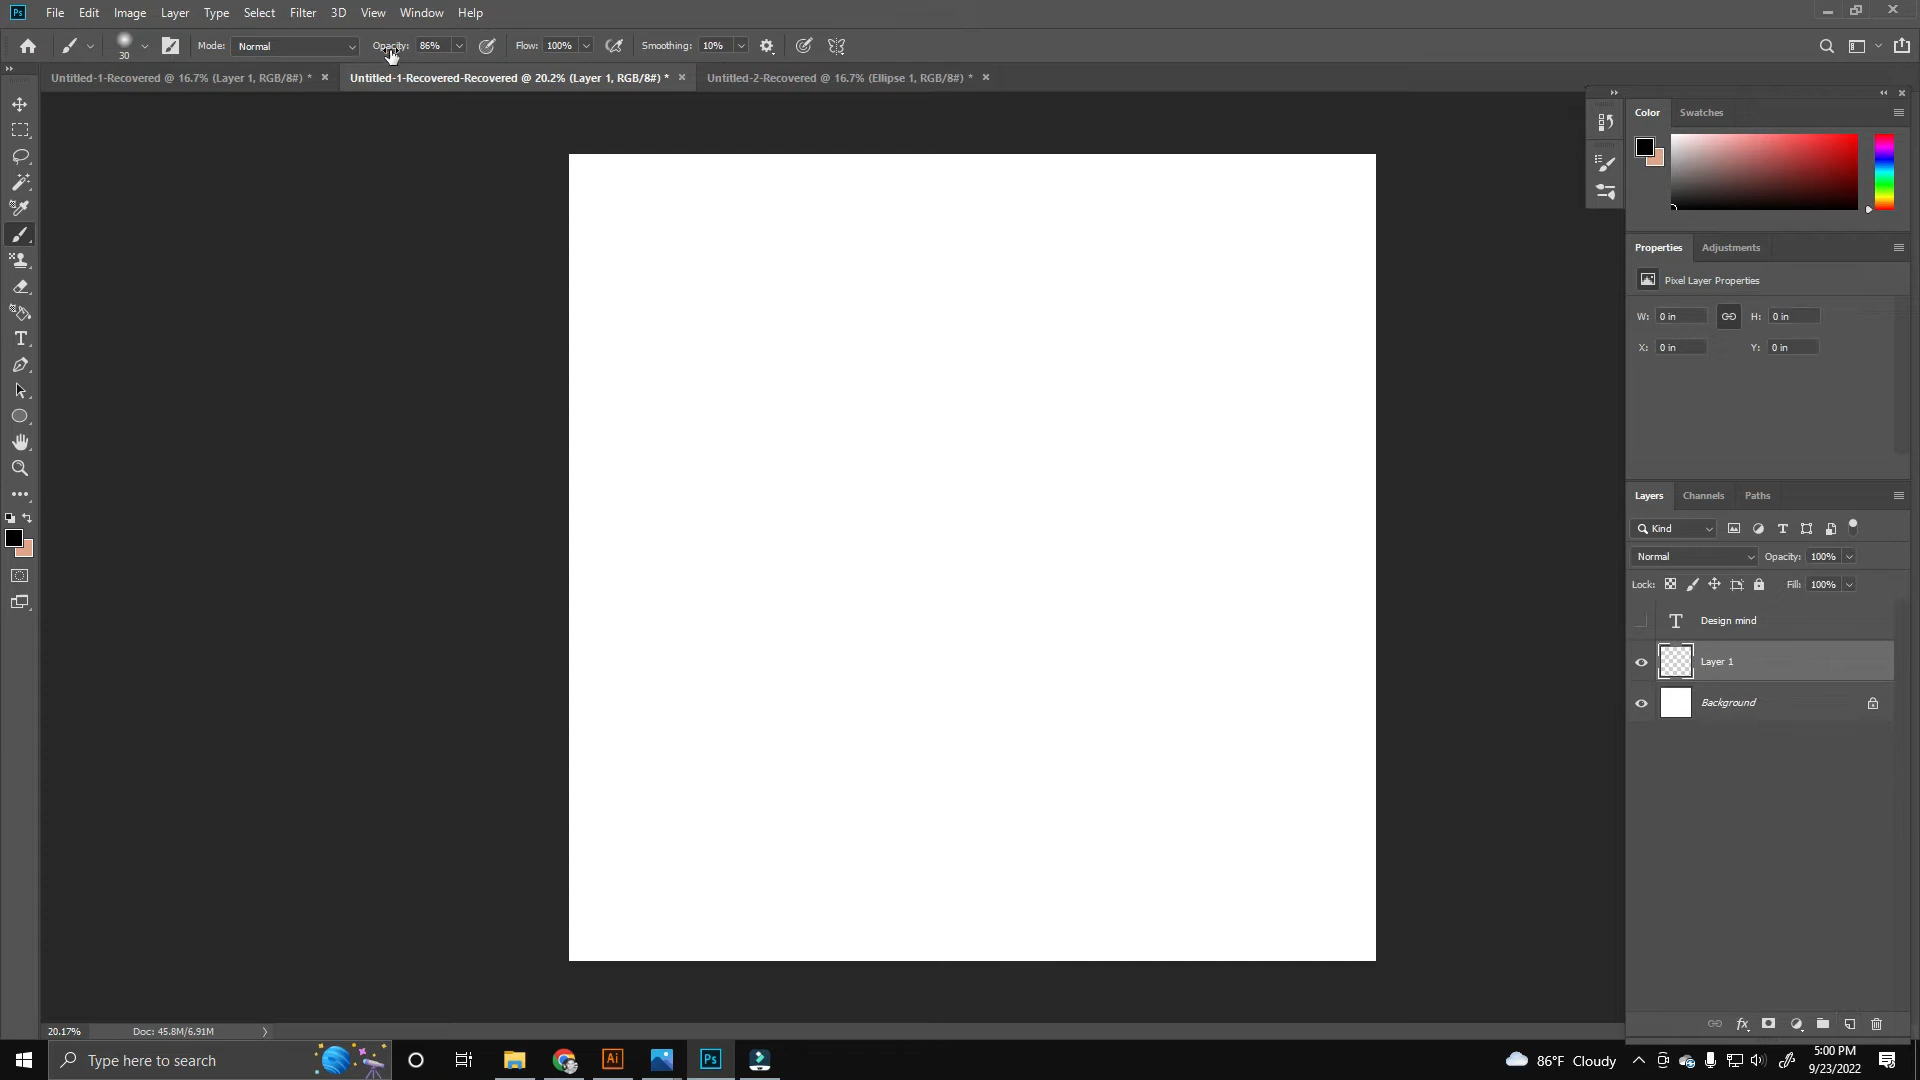 Ps File Edit Image Layer Type Select Filter 3D View Window Help
30 Mode: Normal Opacity: 86% Flow: 100% Smoothing: 10%
Untitled-1-Recovered @ 16.7% (Layer 1, RGB/8#) * × Untitled-1-Recovered-Recovered @ 20.2% (Layer 1, RGB/8#) * × Untitled-2-Recovered @ 16.7% (Ellipse 1, RGB/8#) * ×
Color Swatches
Properties Adjustments
Pixel Layer Properties
W: 0 in H: 0 in
X: 0 in Y: 0 in
Layers Channels Paths
Kind
Normal Opacity: 100%
Lock: Fill: 100%
Design mind
Layer 1
Background
fx
20.17% Doc: 45.8M/6.91M
Type here to search Ai Ps 86°F Cloudy 5:00 PM
9/23/2022